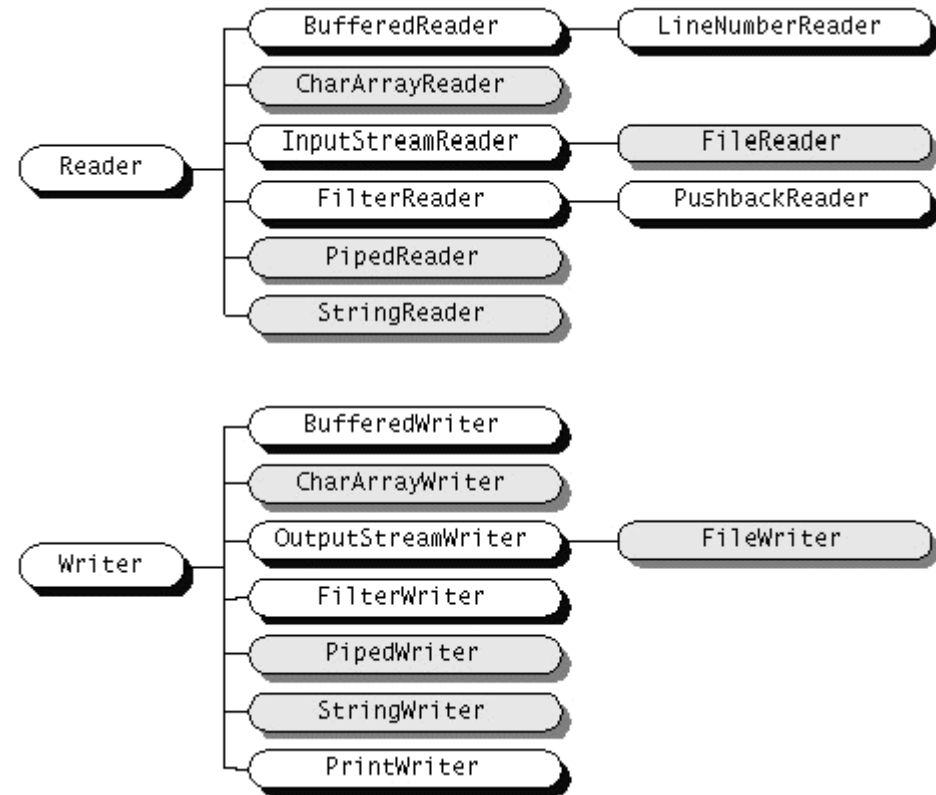 BufferedReader LineNumberReader
CharArrayReader
InputStreamReader FileReader
Reader
FilterReader PushbackReader
PipedReader
StringReader
BufferedWriter
CharArrayWriter
OutputStreamWriter FileWriter
Writer
FilterWriter
PipedWriter
StringWriter
PrintWriter